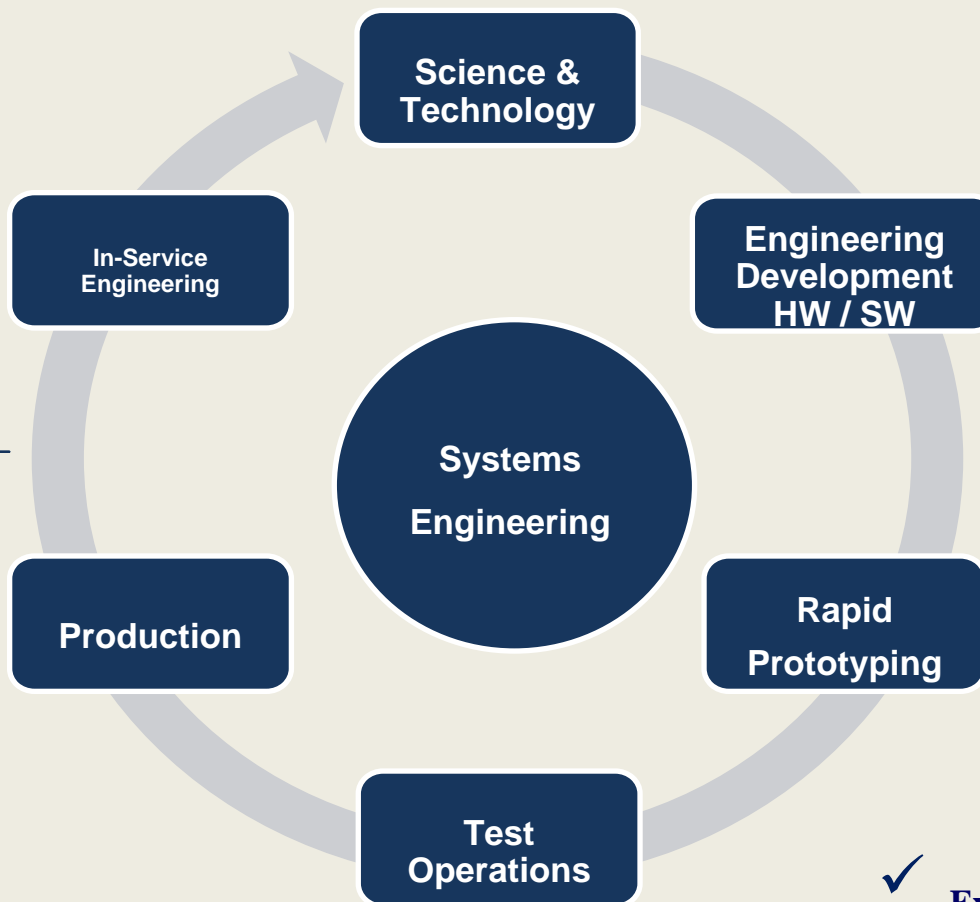 Science &
Technology
Engineering
Development
HW / SW
Rapid
Prototyping
Test
Operations
Production
In-Service
Engineering
Systems
Engineering